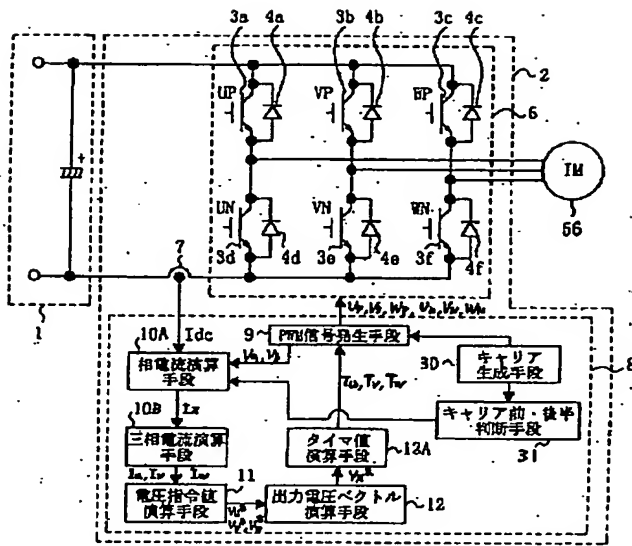 3a 4a 3b 4b 3c 4c
2
UP VP WP
6
IM
56
UN VN WN
3d 4d 3e 4e 3f 4f
7
1
10A
Idc
9
PWM信号発生手段
相電流演算手段
30
キャリア生成手段
8
10B
三相電流演算手段
タイマ値演算手段
12A
キャリア前・後半判断手段
31
11
電圧指令値演算手段
出力電圧ベクトル演算手段
12